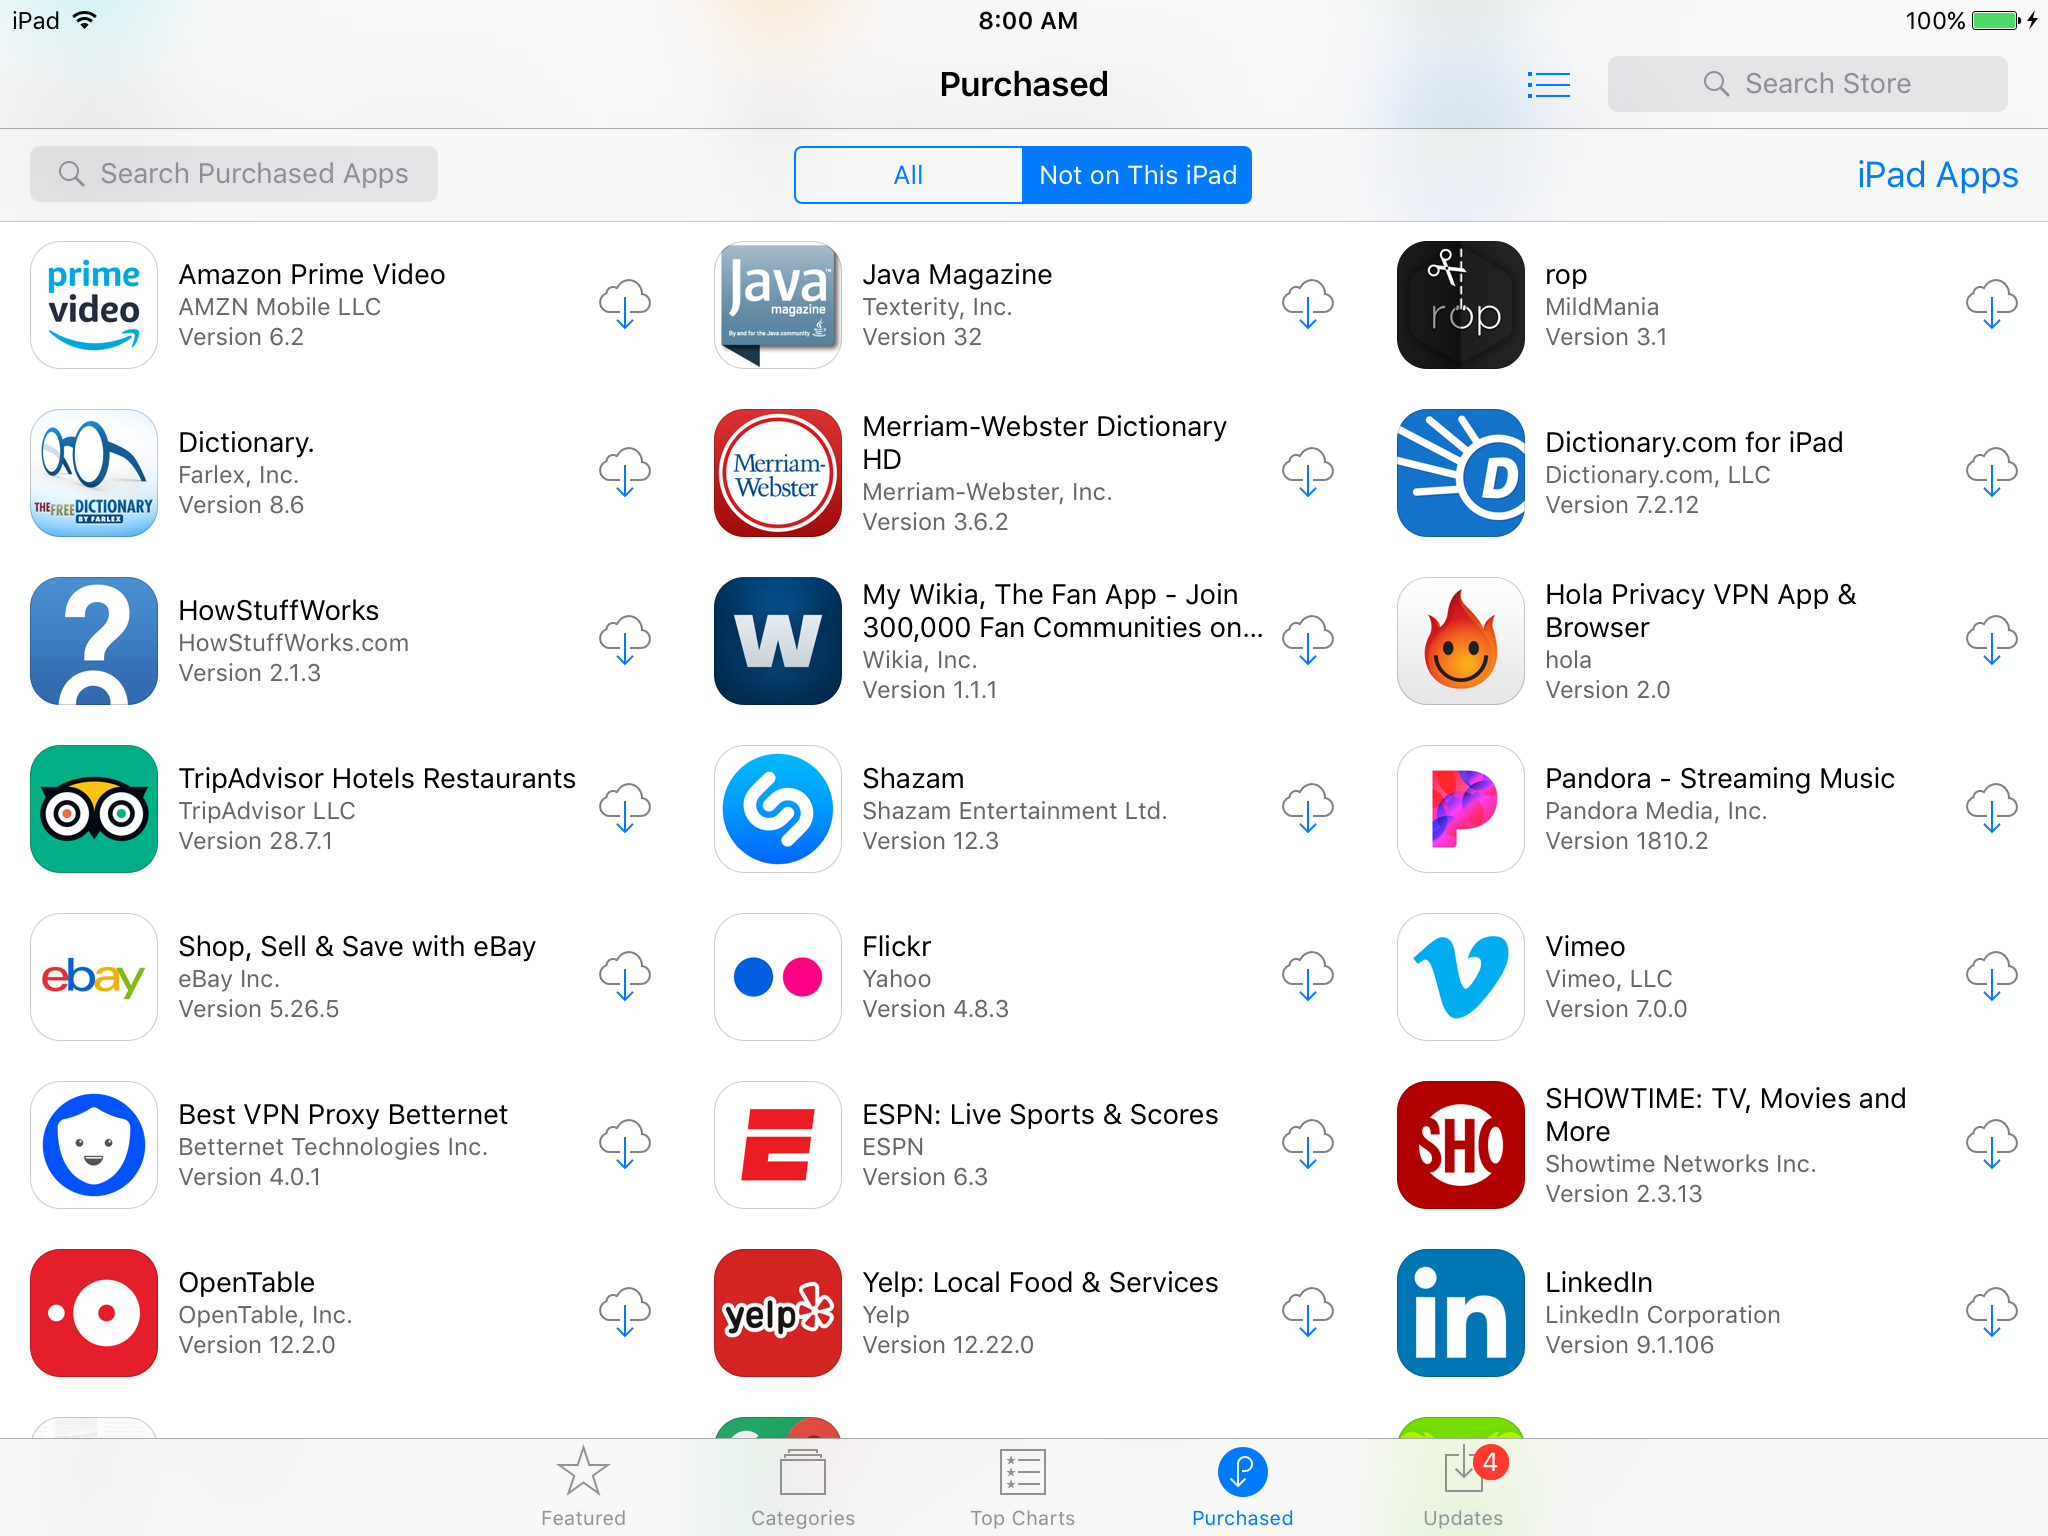 iPad
8:00 AM
100%
Purchased
Search Store
Search Purchased Apps
All
Not on This iPad
iPad Apps
prime
video
Amazon Prime Video
AMZN Mobile LLC
Version 6.2
Java
magazine
By and for the Java community
Java Magazine
Texterity, Inc.
Version 32
rop
rop
MildMania
Version 3.1
THE FREE DICTIONARY
BY FARLEX
Dictionary.
Farlex, Inc.
Version 8.6
Merriam-
Webster
Merriam-Webster Dictionary
HD
Merriam-Webster, Inc.
Version 3.6.2
D
Dictionary.com for iPad
Dictionary.com, LLC
Version 7.2.12
?
HowStuffWorks
HowStuffWorks.com
Version 2.1.3
W
My Wikia, The Fan App - Join
300,000 Fan Communities on...
Wikia, Inc.
Version 1.1.1
Hola Privacy VPN App &
Browser
hola
Version 2.0
TripAdvisor Hotels Restaurants
TripAdvisor LLC
Version 28.7.1
Shazam
Shazam Entertainment Ltd.
Version 12.3
P
Pandora - Streaming Music
Pandora Media, Inc.
Version 1810.2
ebay
Shop, Sell & Save with eBay
eBay Inc.
Version 5.26.5
Flickr
Yahoo
Version 4.8.3
Vimeo
Vimeo, LLC
Version 7.0.0
Best VPN Proxy Betternet
Betternet Technologies Inc.
Version 4.0.1
E
ESPN: Live Sports & Scores
ESPN
Version 6.3
SHO
SHOWTIME: TV, Movies and
More
Showtime Networks Inc.
Version 2.3.13
OpenTable
OpenTable, Inc.
Version 12.2.0
yelp
Yelp: Local Food & Services
Yelp
Version 12.22.0
in
LinkedIn
LinkedIn Corporation
Version 9.1.106
Featured
Categories
Top Charts
Purchased
4
Updates